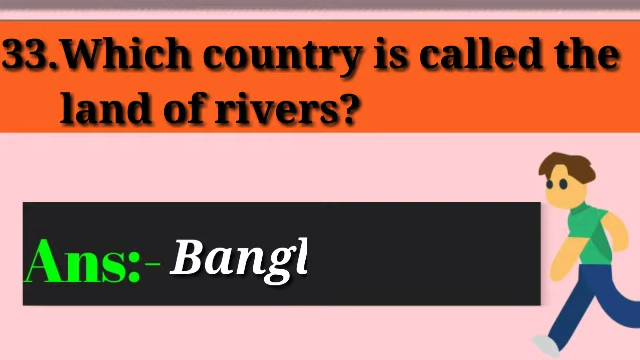 33.Which country is called the
land of rivers?
Ans:- Bangl